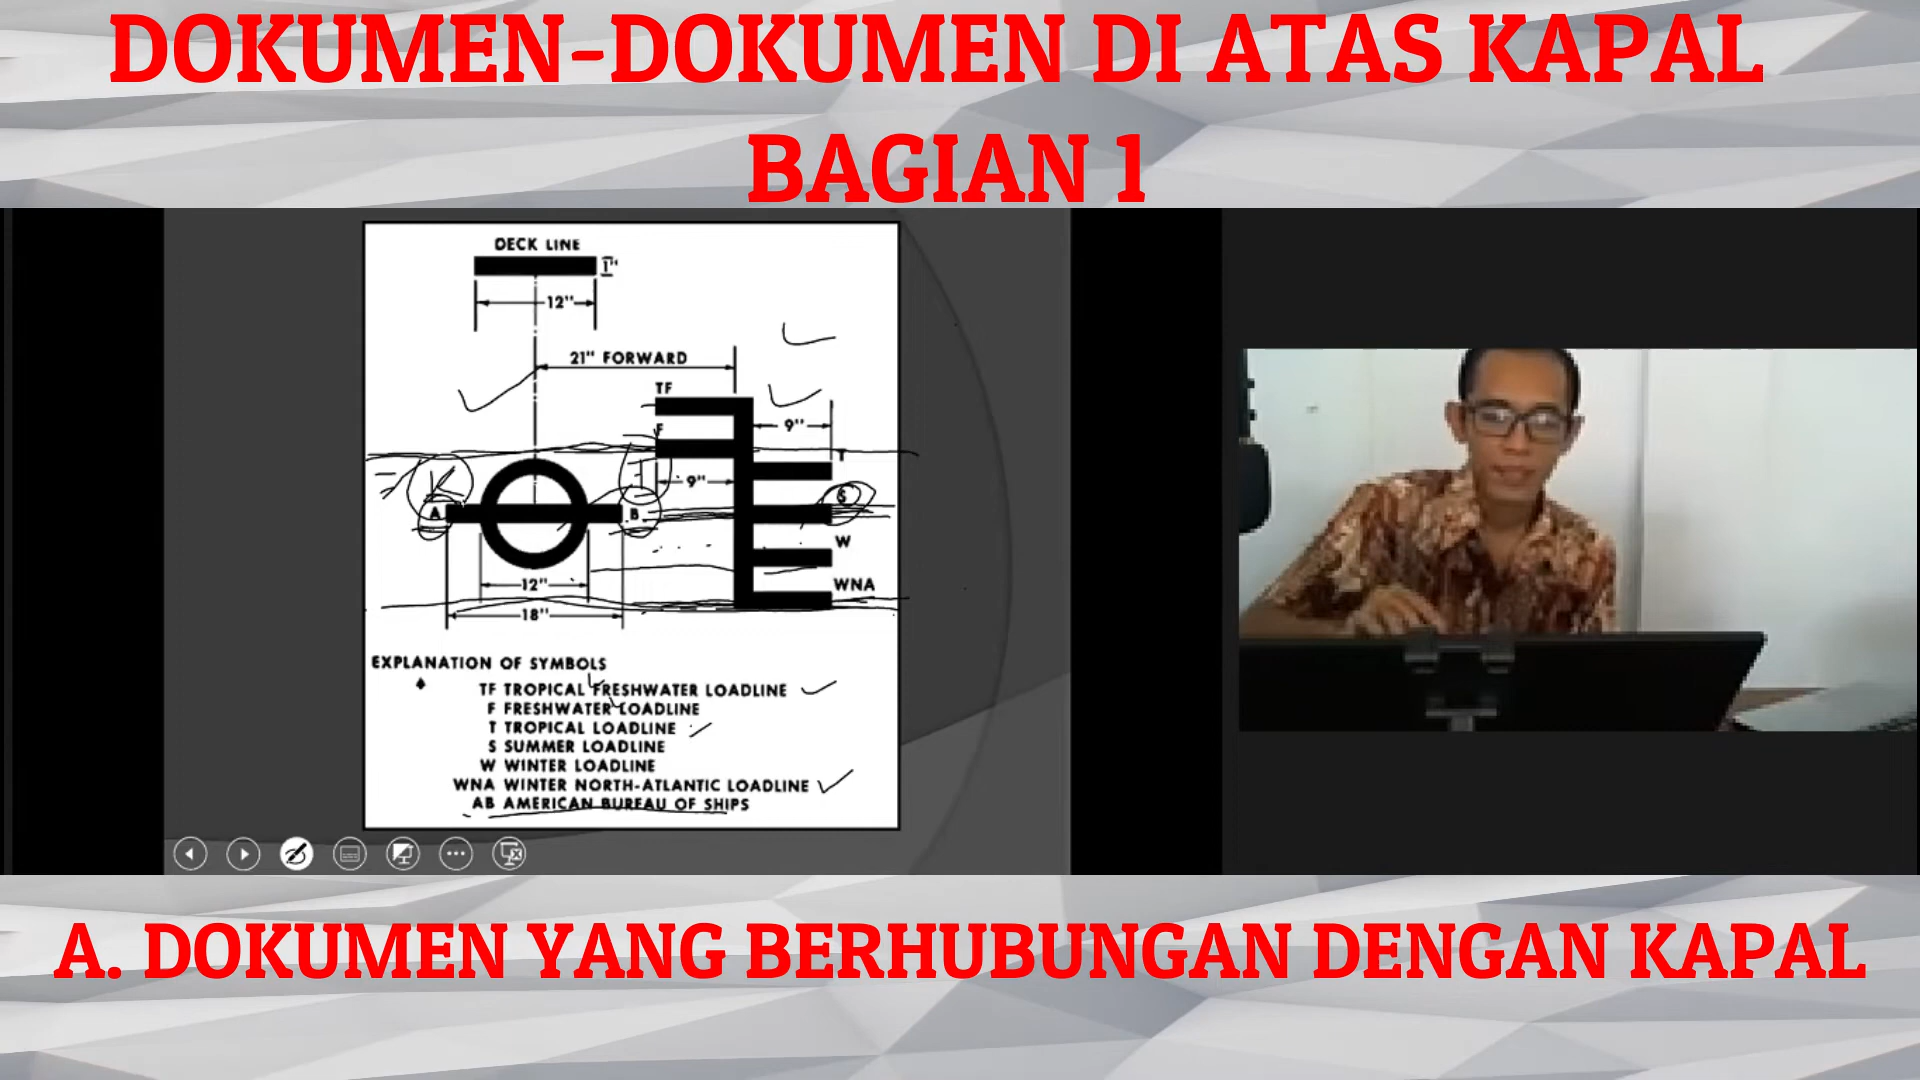 DOKUMEN-DOKUMEN DI ATAS KAPAL
BAGIAN 1
DECK LINE
1"
12"
21" FORWARD
TF
F
9"
T
9"
K
A
B
S
W
WNA
12"
18"
EXPLANATION OF SYMBOLS
TF TROPICAL FRESHWATER LOADLINE
F FRESHWATER LOADLINE
T TROPICAL LOADLINE
S SUMMER LOADLINE
W WINTER LOADLINE
WNA WINTER NORTH-ATLANTIC LOADLINE
AB AMERICAN BUREAU OF SHIPS
A. DOKUMEN YANG BERHUBUNGAN DENGAN KAPAL